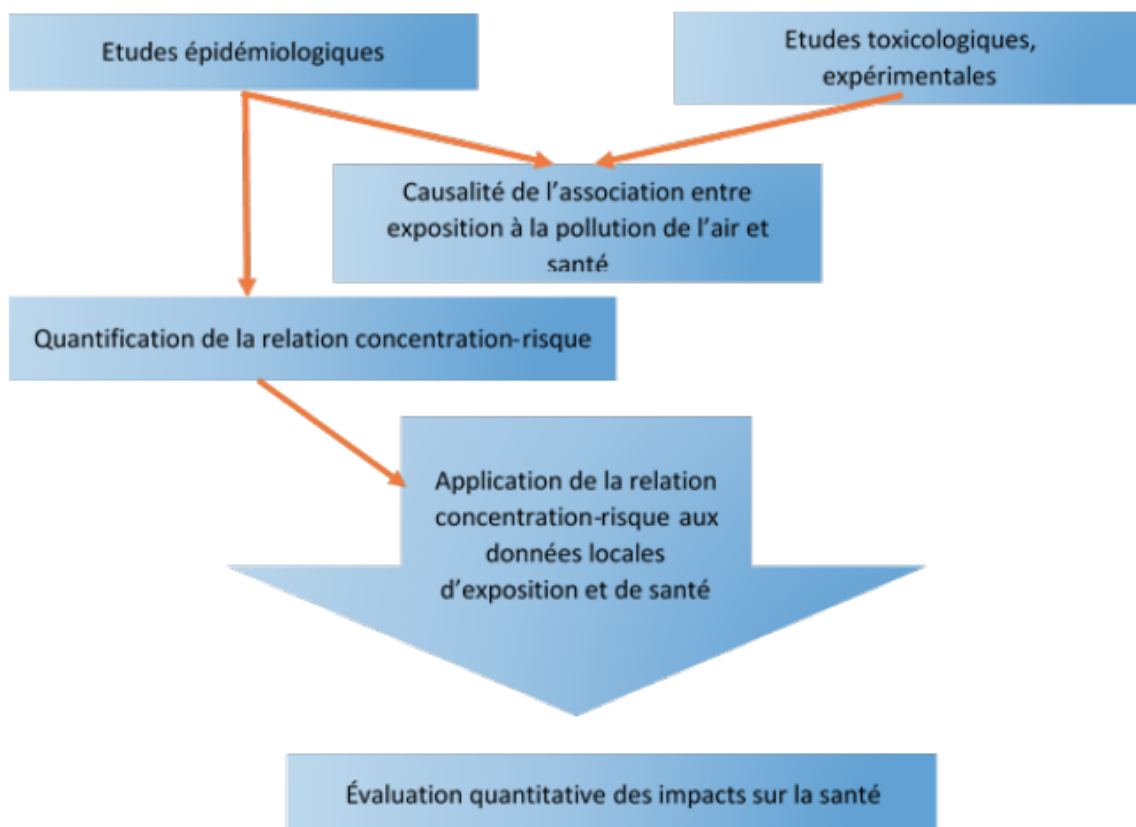 Etudes épidémiologiques
Etudes toxicologiques,
expérimentales
Causalité de l’association entre
exposition à la pollution de l’air et
santé
Quantification de la relation concentration-risque
Application de la relation
concentration-risque aux
données locales
d’exposition et de santé
Évaluation quantitative des impacts sur la santé